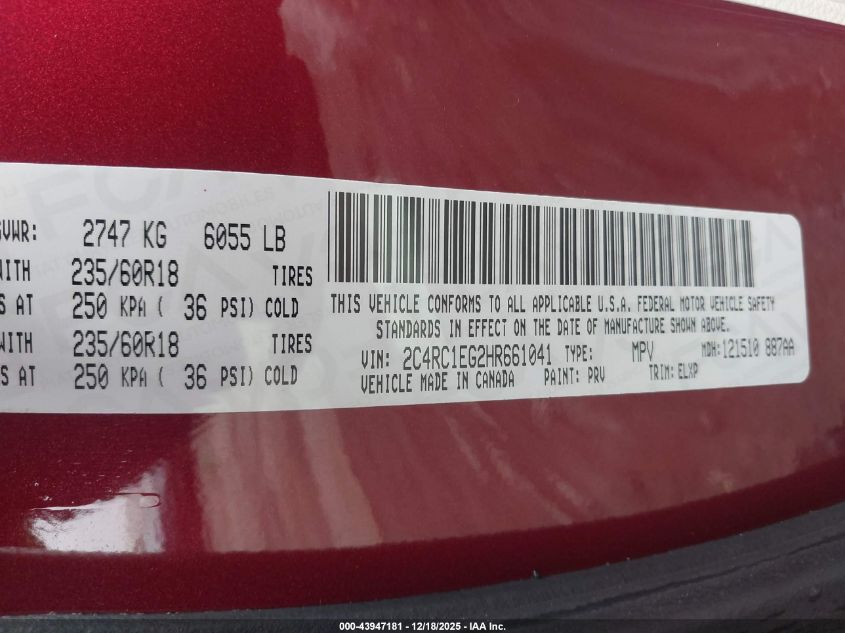 GVWR: 2747 KG 6055 LB
WITH 235/60R18 TIRES
AT 250 KPA ( 36 PSI) COLD
WITH 235/60R18 TIRES
AT 250 KPA ( 36 PSI) COLD
THIS VEHICLE CONFORMS TO ALL APPLICABLE U.S.A. FEDERAL MOTOR VEHICLE SAFETY
STANDARDS IN EFFECT ON THE DATE OF MANUFACTURE SHOWN ABOVE.
VIN: 2C4RC1EG2HR661041 TYPE: MPV MDH: 121510 887AA
VEHICLE MADE IN CANADA PAINT: PRV TRIM: ELXP
000-43947181 - 12/18/2025 - IAA Inc.